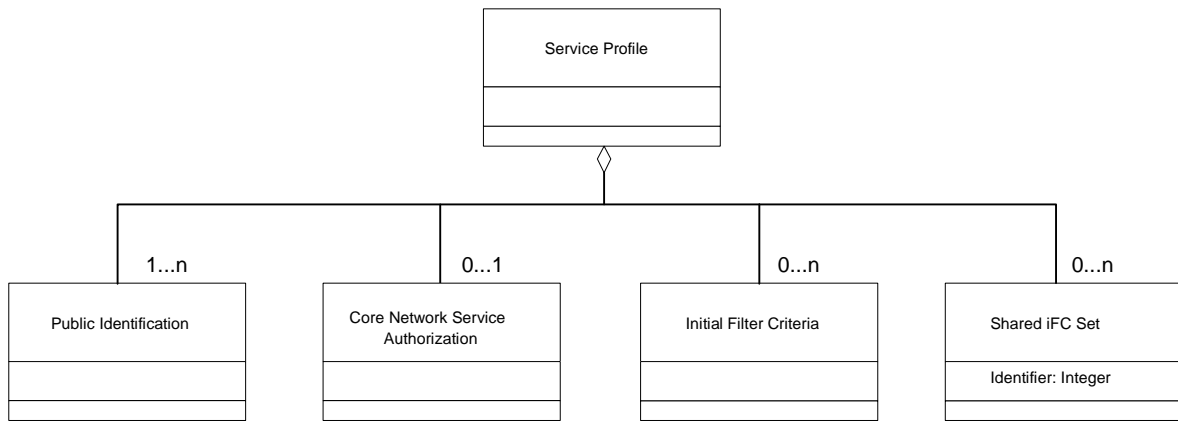 Service Profile
1...n
0...1
0...n
0...n
Public Identification
Core Network Service
Authorization
Initial Filter Criteria
Shared iFC Set
Identifier: Integer